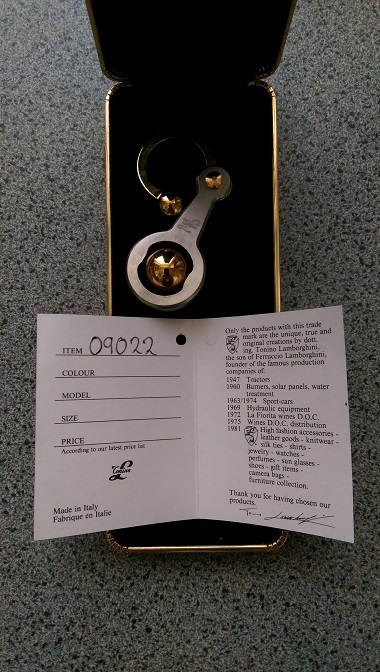 ITEM 09022
COLOUR
MODEL
SIZE
PRICE
According to our latest price list
Made in Italy
Fabrique en Italie
Only the products with this trade
mark are the unique, true and
original creations by dott.
ing. Tonino Lamborghini,
the son of Ferruccio Lamborghini,
founder of the famous production
companies of:
1947 Tractors
1960 Burners, solar panels, water
treatment
1963/1974 Sport-cars
1969 Hydraulic equipment
1972 La Fiorita wines D.O.C.
1975 Wines D.O.C. distribution
1981 High fashion accessories -
leather goods - knitwear -
silk ties - shirts -
jewelry - watches -
perfumes - sun glasses -
shoes - gift items -
camera bags -
furniture collection.
Thank you for having chosen our
products.